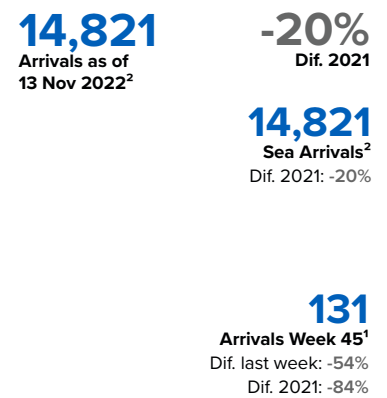 14,821
Arrivals as of
13 Nov 2022²
-20%
Dif. 2021
14,821
Sea Arrivals²
Dif. 2021: -20%
131
Arrivals Week 45¹
Dif. last week: -54%
Dif. 2021: -84%